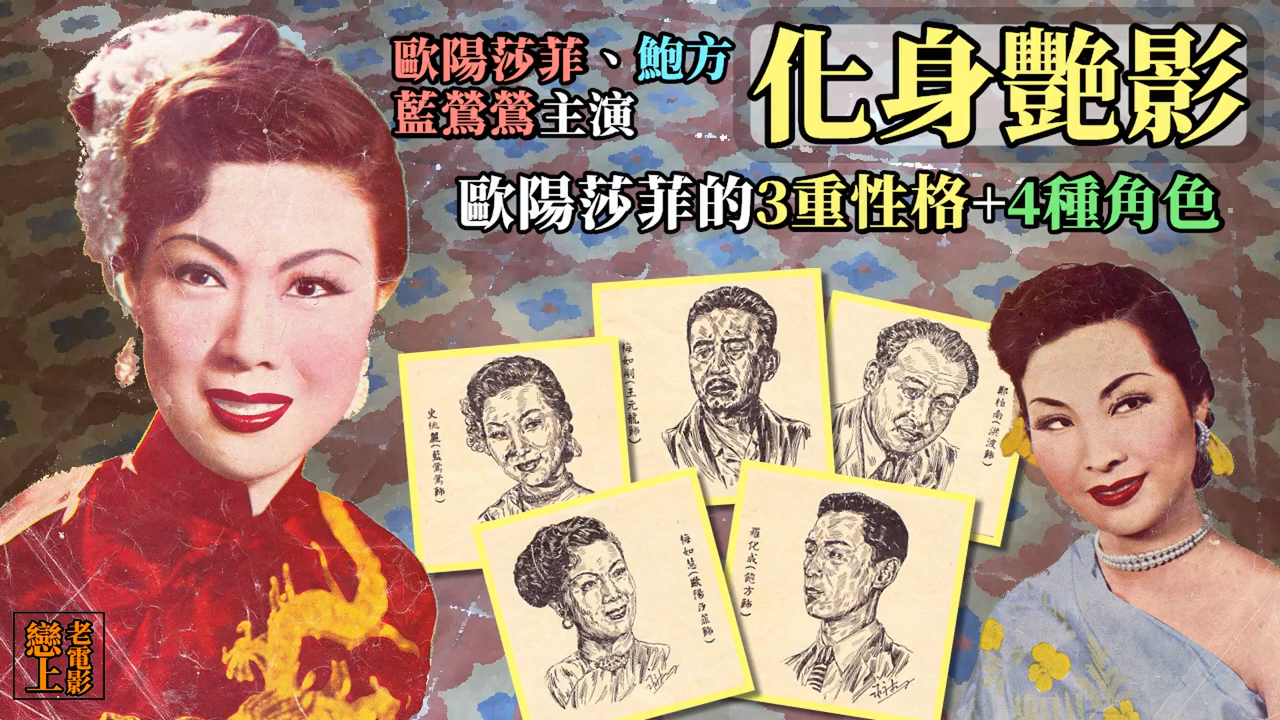 歐陽莎菲、鮑方
藍鶯鶯主演
化身艷影
歐陽莎菲的3重性格+4種角色
史桃麗(藍鶯鶯飾)
梅如剛(王元龍飾)
鄭柏南(洪波飾)
梅如慧(歐陽莎菲飾)
羅化成(鮑方飾)
戀上
老電影